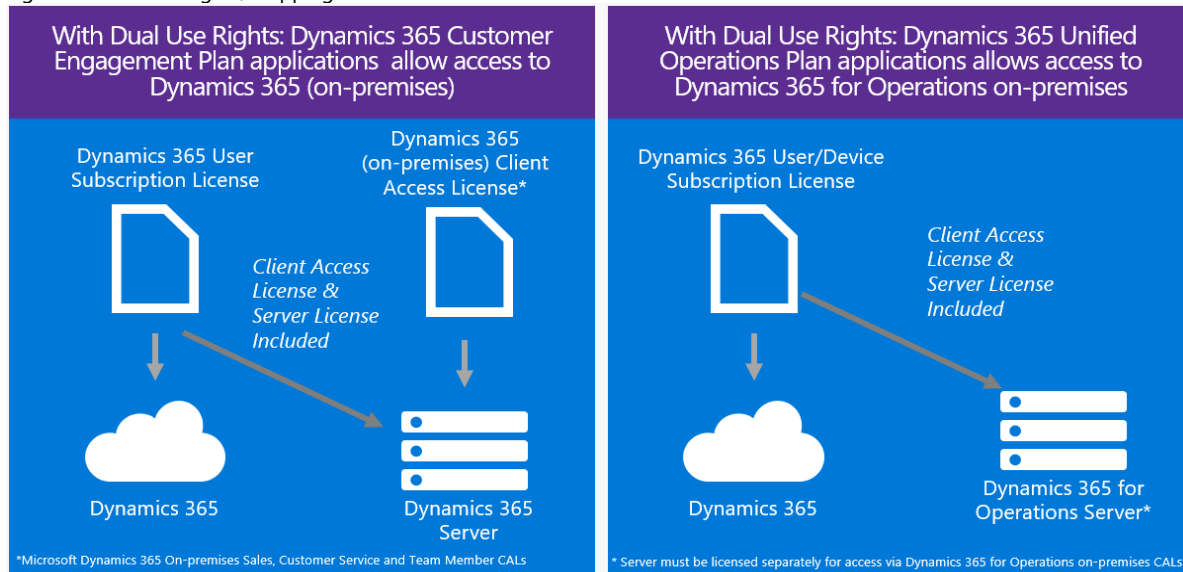 With Dual Use Rights: Dynamics 365 Customer
Engagement Plan applications allow access to
Dynamics 365 (on-premises)
Dynamics 365 User
Subscription License
Dynamics 365
(on-premises) Client
Access License*
Client Access
License &
Server License
Included
Dynamics 365
Dynamics 365
Server
*Microsoft Dynamics 365 On-premises Sales, Customer Service and Team Member CALs
With Dual Use Rights: Dynamics 365 Unified
Operations Plan applications allows access to
Dynamics 365 for Operations on-premises
Dynamics 365 User/Device
Subscription License
Client Access
License &
Server License
Included
Dynamics 365
Dynamics 365 for
Operations Server*
* Server must be licensed separately for access via Dynamics 365 for Operations on-premises CALs